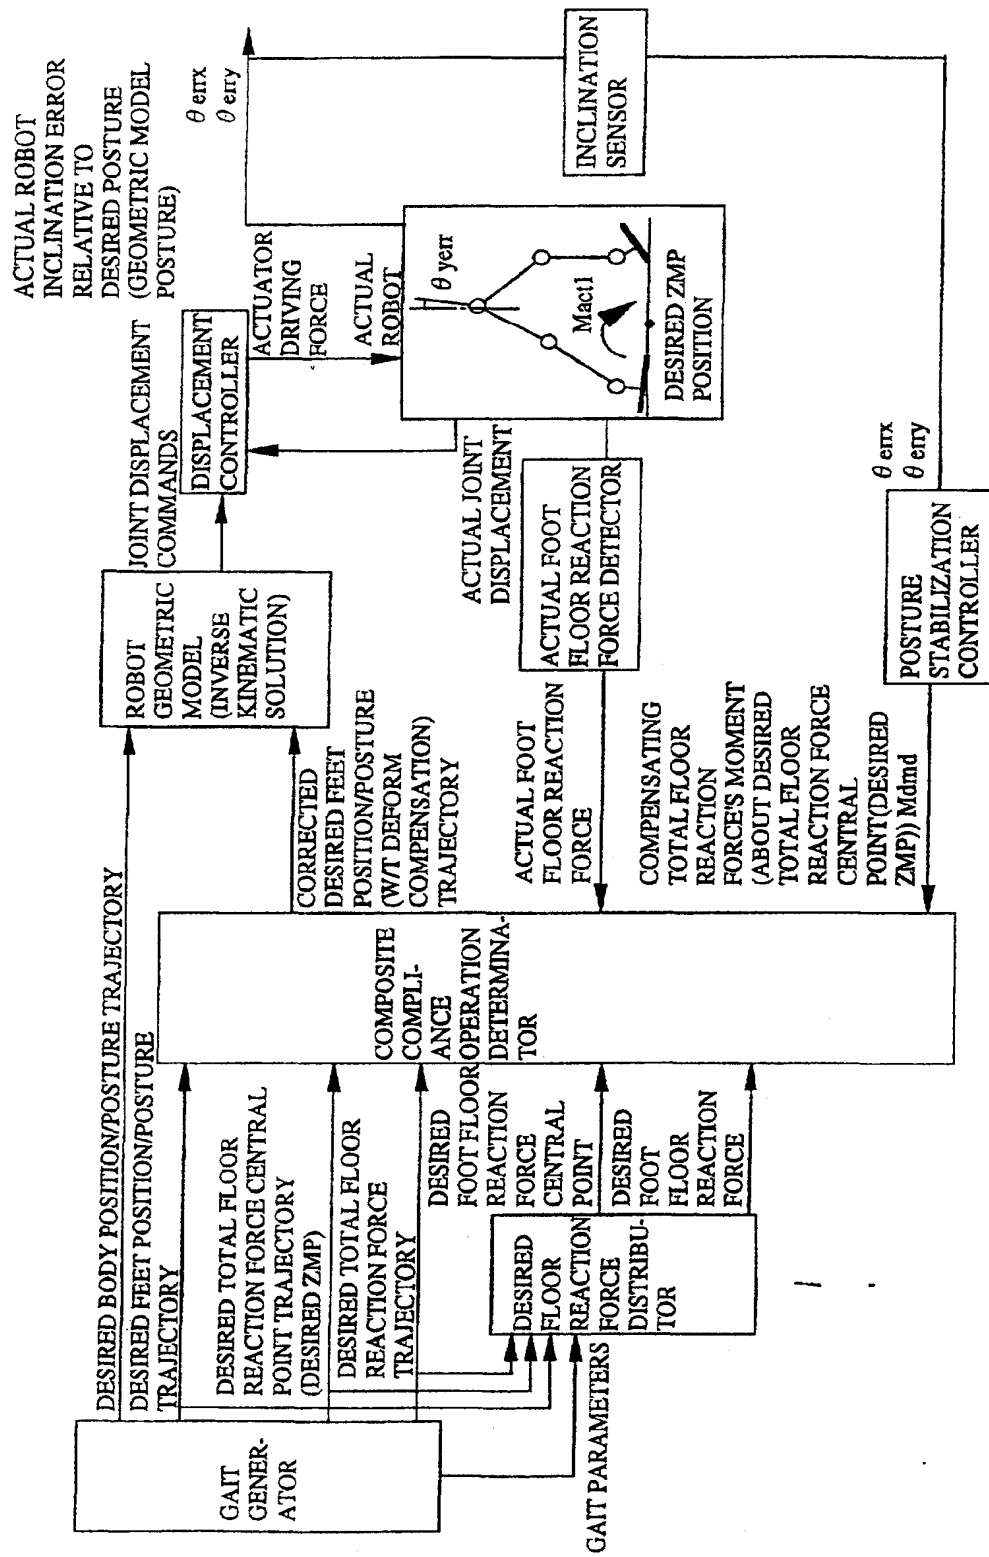 GAIT
GENER-
ATOR
DESIRED BODY POSITION/POSTURE TRAJECTORY
DESIRED FEET POSITION/POSTURE
TRAJECTORY
DESIRED TOTAL FLOOR
REACTION FORCE CENTRAL
POINT TRAJECTORY
(DESIRED ZMP)
DESIRED TOTAL FLOOR
REACTION FORCE
TRAJECTORY
GAIT PARAMETERS
DESIRED
FLOOR
REACTION
FORCE
DISTRIBU-
TOR
DESIRED
FOOT FLOOR
REACTION
FORCE
CENTRAL
POINT
DESIRED
FOOT
FLOOR
REACTION
FORCE
COMPOSITE
COMPLI-
ANCE
OPERATION
DETERMINA-
TOR
CORRECTED
DESIRED FEET
POSITION/POSTURE
(W/T DEFORM
COMPENSATION)
TRAJECTORY
ROBOT
GEOMETRIC
MODEL
(INVERSE
KINEMATIC
SOLUTION)
JOINT DISPLACEMENT
COMMANDS
DISPLACEMENT
CONTROLLER
ACTUATOR
DRIVING
FORCE
ACTUAL
ROBOT
ACTUAL ROBOT
INCLINATION ERROR
RELATIVE TO
DESIRED POSTURE
(GEOMETRIC MODEL
POSTURE)
θ errx
θ erry
θ yerr
Mact1
DESIRED ZMP
POSITION
ACTUAL JOINT
DISPLACEMENT
ACTUAL FOOT
FLOOR REACTION
FORCE DETECTOR
ACTUAL FOOT
FLOOR REACTION
FORCE
INCLINATION
SENSOR
θ errx
θ erry
POSTURE
STABILIZATION
CONTROLLER
COMPENSATING
TOTAL FLOOR
REACTION
FORCE'S MOMENT
(ABOUT DESIRED
TOTAL FLOOR
REACTION FORCE
CENTRAL
POINT(DESIRED
ZMP)) Mdmd